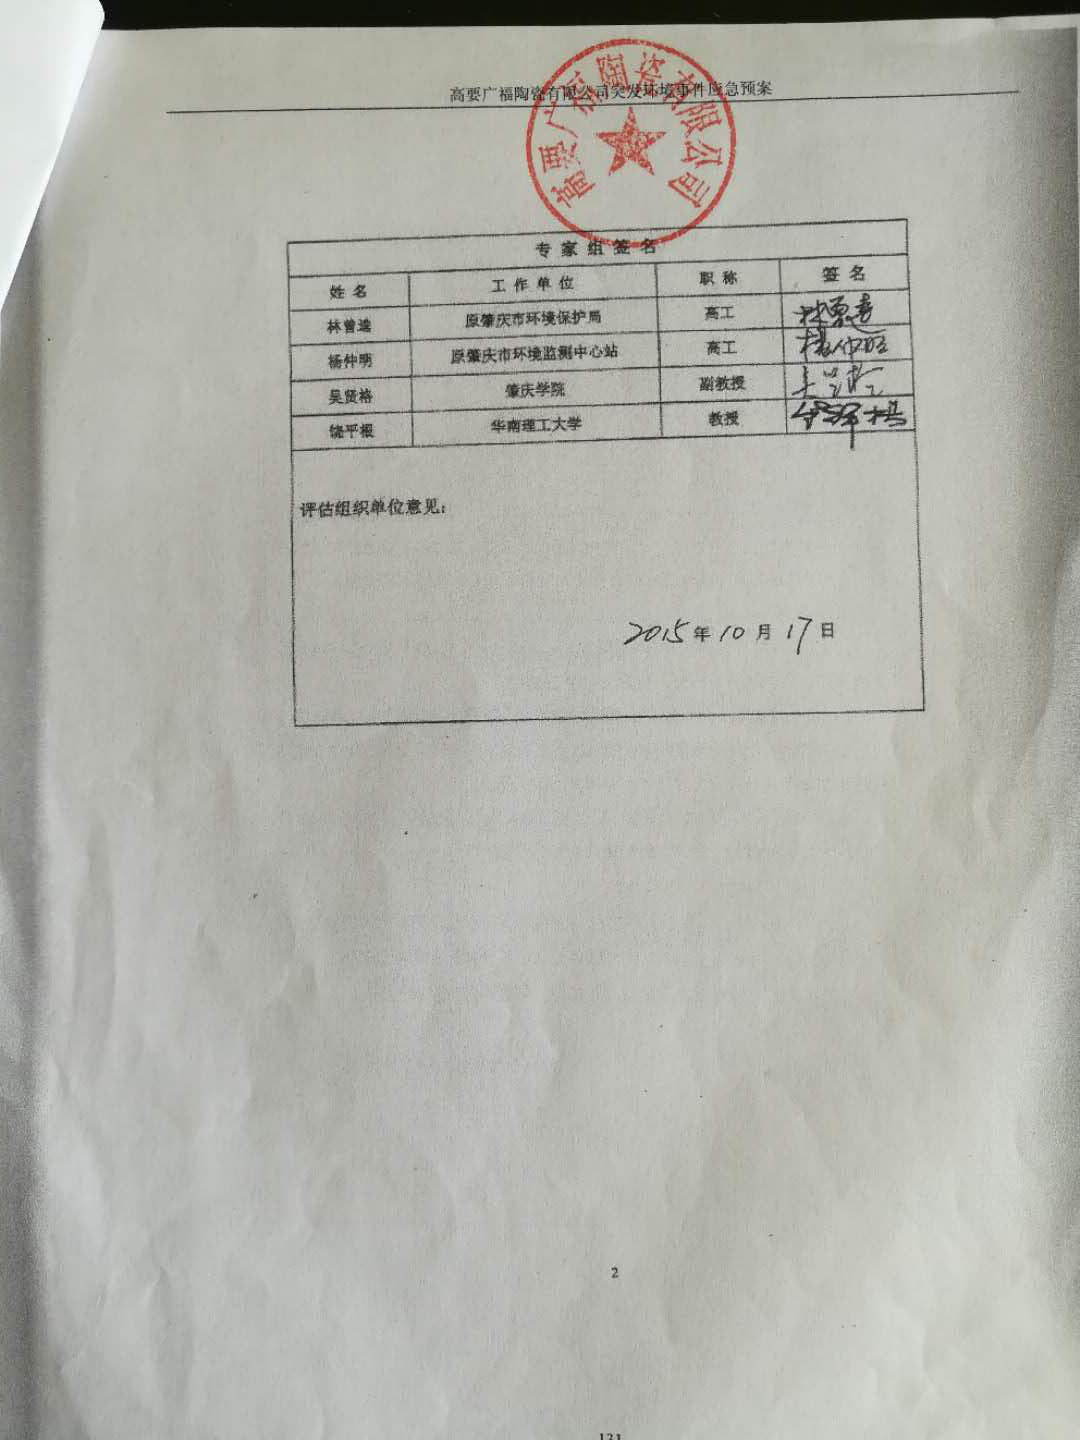 高要广福陶瓷有限公司突发环境事件应急预案
高要广福陶瓷有限公司
专家组签名
姓名 工作单位 职称 签名
原肇庆市环境保护局 高工
杨仲明 原肇庆市环境监测中心站 高工 杨仲明
吴贤格 肇庆学院 副教授
饶平根 华南理工大学 教授
评估组织单位意见：
2015年10月17日
2
131